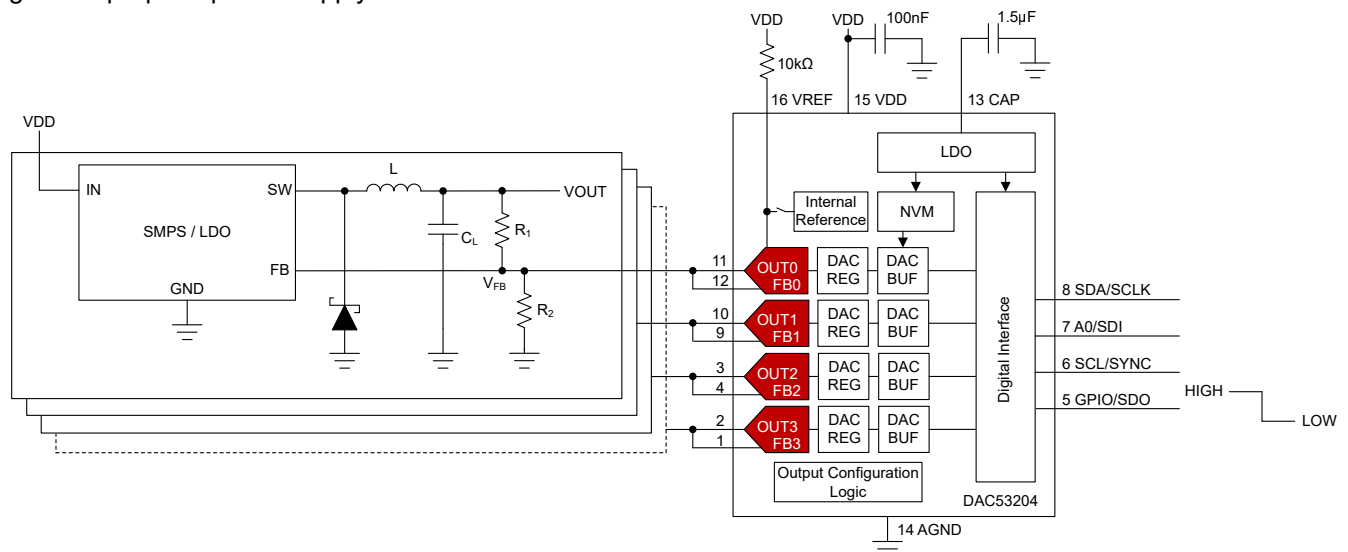 VDD
VDD
100nF
1.5µF
10kΩ
16 VREF
15 VDD
13 CAP
VDD
LDO
IN
SW
L
VOUT
Internal
Reference
NVM
SMPS / LDO
CL
R1
FB
VFB
GND
R2
11
12
OUT0
FB0
DAC
REG
DAC
BUF
10
9
OUT1
FB1
DAC
REG
DAC
BUF
3
4
OUT2
FB2
DAC
REG
DAC
BUF
2
1
OUT3
FB3
DAC
REG
DAC
BUF
Digital Interface
8 SDA/SCLK
7 A0/SDI
6 SCL/SYNC
5 GPIO/SDO
HIGH
LOW
Output Configuration
Logic
DAC53204
14 AGND